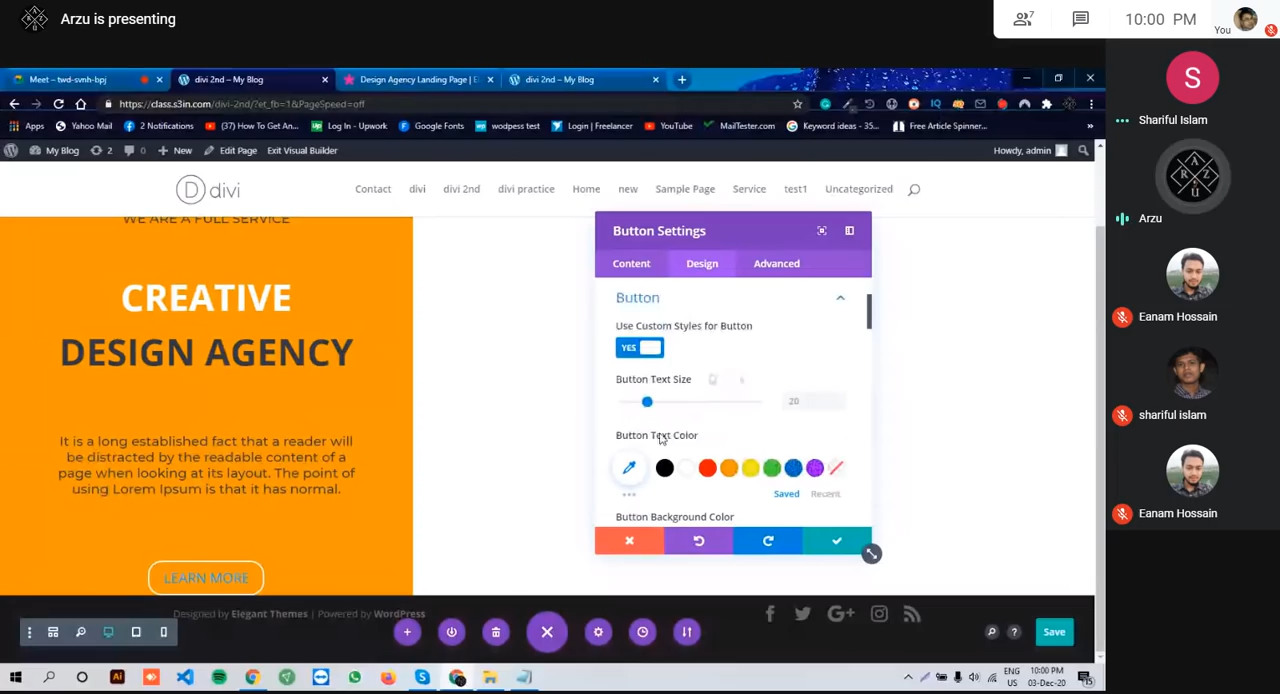 Arzu is presenting
7
10:00 PM
You
Meet – twd-svnh-bpj
divi 2nd – My Blog
Design Agency Landing Page | El
divi 2nd – My Blog
https://class.s3in.com/divi-2nd/?et_fb=1&PageSpeed=off
Apps
Yahoo Mail
2 Notifications
(37) How To Get An...
Log In - Upwork
Google Fonts
wodpess test
Login | Freelancer
YouTube
MailTester.com
Keyword ideas - 35...
Free Article Spinner...
»
My Blog
2
0
New
Edit Page
Exit Visual Builder
Howdy, admin
D divi
Contact
divi
divi 2nd
divi practice
Home
new
Sample Page
Service
test1
Uncategorized
WE ARE A FULL SERVICE
CREATIVE
DESIGN AGENCY
It is a long established fact that a reader will
be distracted by the readable content of a
page when looking at its layout. The point of
using Lorem Ipsum is that it has normal.
LEARN MORE
Button Settings
Content
Design
Advanced
Button
Use Custom Styles for Button
YES
Button Text Size
20
Button Text Color
Saved
Recent
Button Background Color
Designed by Elegant Themes | Powered by WordPress
Save
ENG
US
10:00 PM
03-Dec-20
15
S
Shariful Islam
A
R
Z
U
Arzu
Eanam Hossain
shariful islam
Eanam Hossain